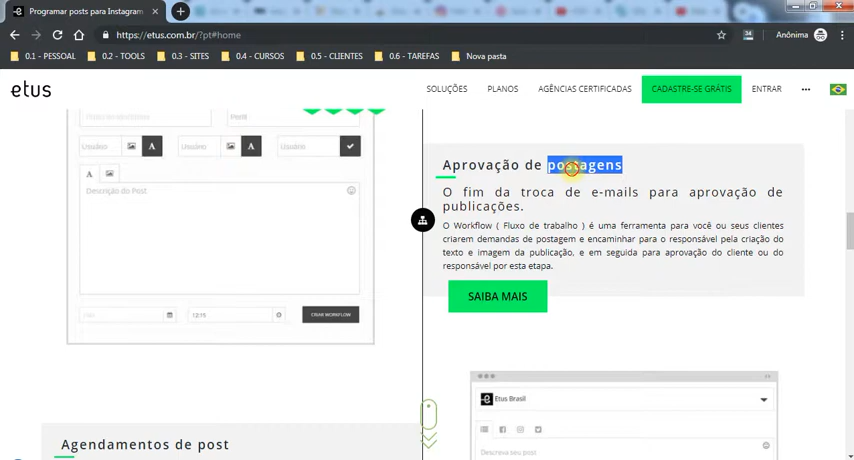 Programar posts para Instagram
https://etus.com.br/?pt#home
34
Anônima
0.1 - PESSOAL
0.2 - TOOLS
0.3 - SITES
0.4 - CURSOS
0.5 - CLIENTES
0.6 - TAREFAS
Nova pasta
etus
SOLUÇÕES
PLANOS
AGÊNCIAS CERTIFICADAS
CADASTRE-SE GRÁTIS
ENTRAR
Perfil
Usuário
A
Usuário
A
Usuário
A
Descrição do Post
12:15
CRIAR WORKFLOW
Aprovação de postagens
O fim da troca de e-mails para aprovação de
publicações.
O Workflow ( Fluxo de trabalho ) é uma ferramenta para você ou seus clientes
criarem demandas de postagem e encaminhar para o responsável pela criação do
texto e imagem da publicação, e em seguida para aprovação do cliente ou do
responsável por esta etapa.
SAIBA MAIS
Agendamentos de post
Etus Brasil
Descreva seu post